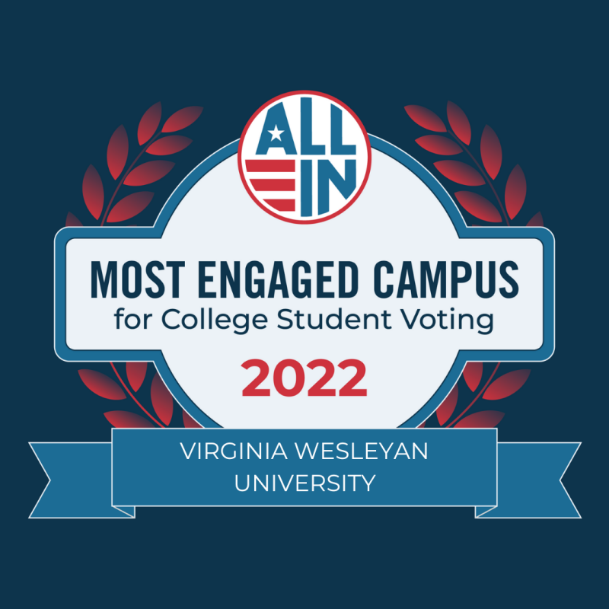 ALL
IN
MOST ENGAGED CAMPUS
for College Student Voting
2022
VIRGINIA WESLEYAN
UNIVERSITY